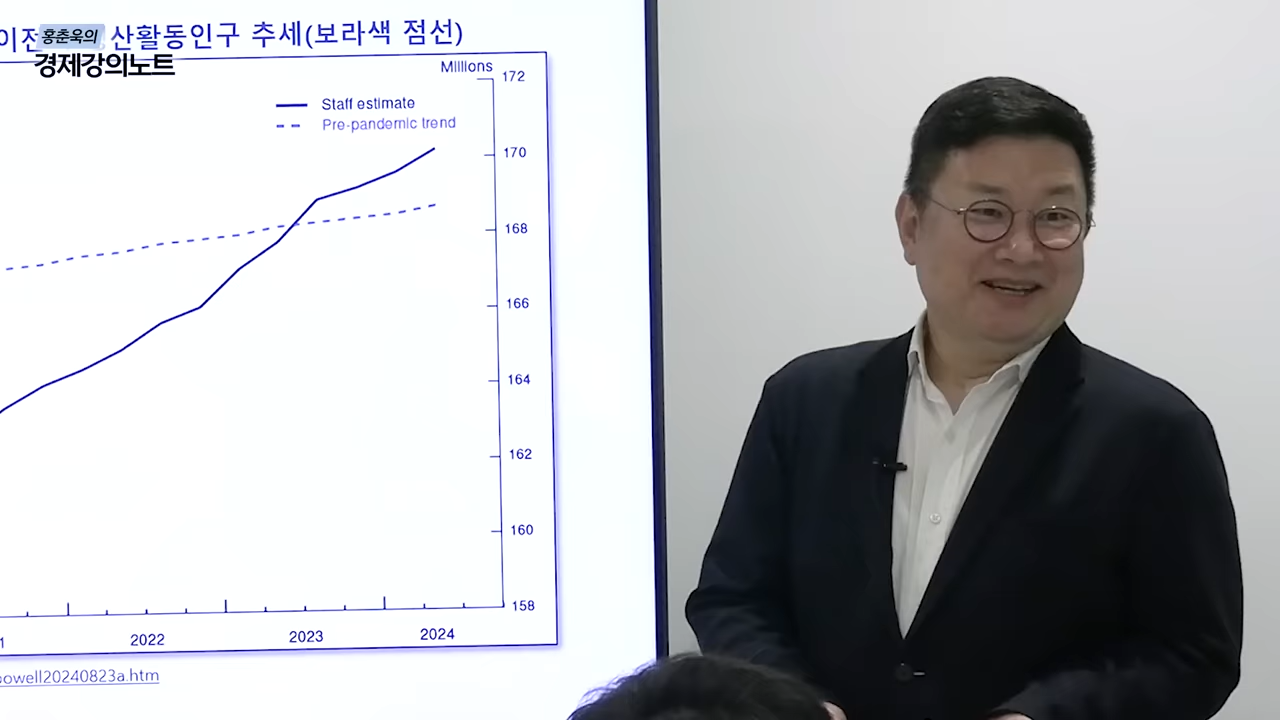 이전 산활동인구 추세(보라색 점선)
홍춘욱의
경제강의노트
Millions
Staff estimate
Pre-pandemic trend
172
170
168
166
164
162
160
158
1 2022 2023 2024
powell20240823a.htm